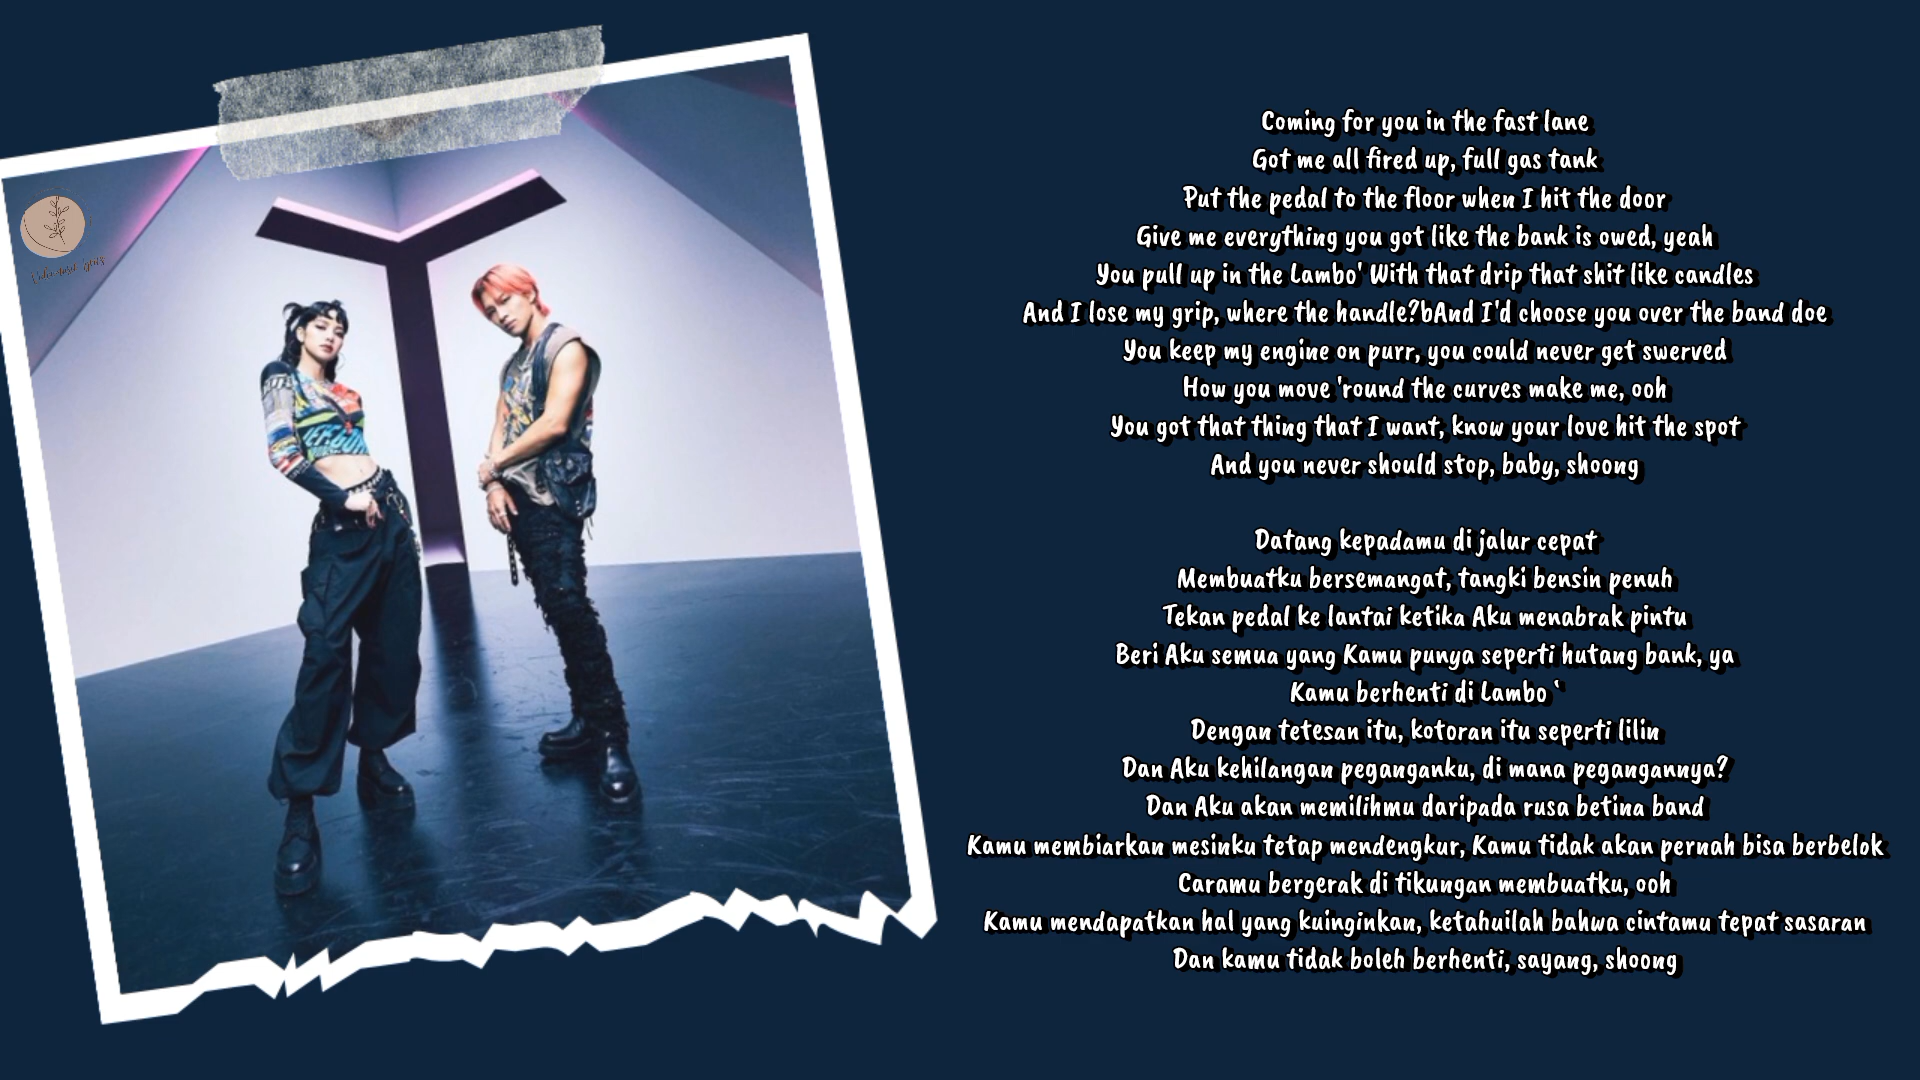 Coming for you in the fast lane
Got me all fired up, full gas tank
Put the pedal to the floor when I hit the door
Give me everything you got like the bank is owed, yeah
You pull up in the Lambo' With that drip that shit like candles
And I lose my grip, where the handle?bAnd I'd choose you over the band doe
You keep my engine on purr, you could never get swerved
How you move 'round the curves make me, ooh
You got that thing that I want, know your love hit the spot
And you never should stop, baby, shoong
Datang kepadamu di jalur cepat
Membuatku bersemangat, tangki bensin penuh
Tekan pedal ke lantai ketika Aku menabrak pintu
Beri Aku semua yang Kamu punya seperti hutang bank, ya
Kamu berhenti di Lambo '
Dengan tetesan itu, kotoran itu seperti lilin
Dan Aku kehilangan peganganku, di mana pegangannya?
Dan Aku akan memilihmu daripada rusa betina band
Kamu membiarkan mesinku tetap mendengkur, Kamu tidak akan pernah bisa berbelok
Caramu bergerak di tikungan membuatku, ooh
Kamu mendapatkan hal yang kuinginkan, ketahuilah bahwa cintamu tepat sasaran
Dan kamu tidak boleh berhenti, sayang, shoong